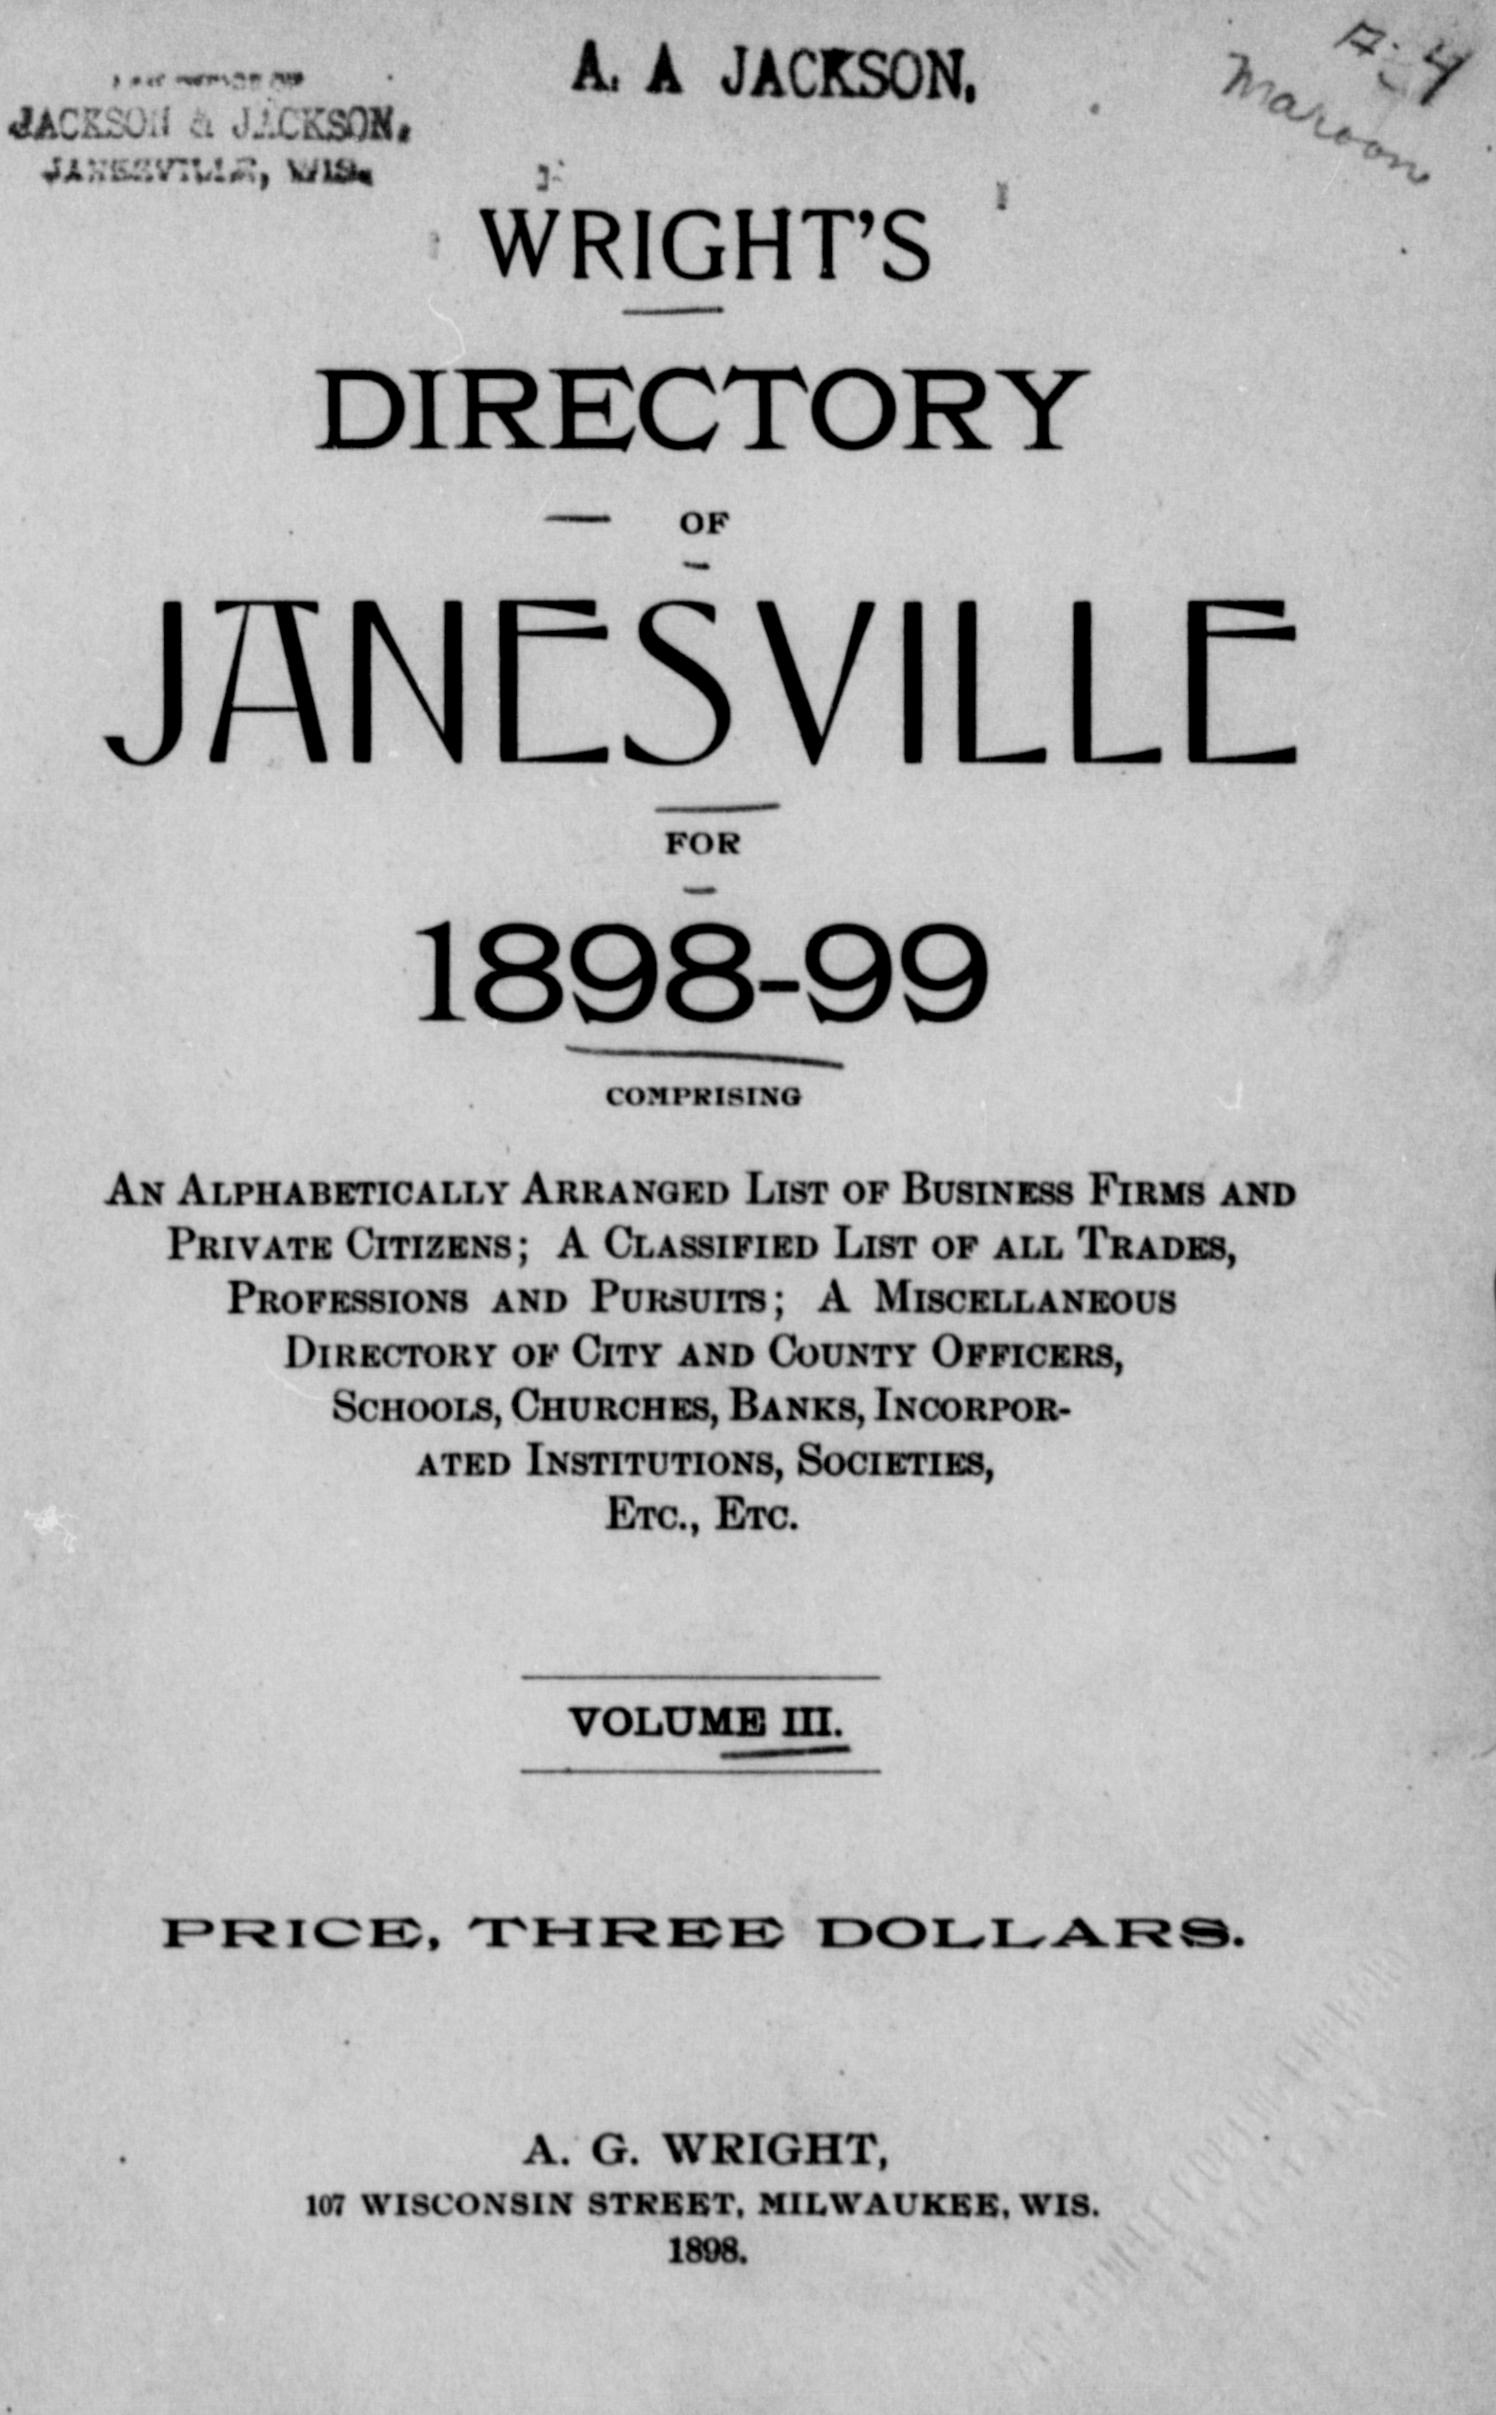 A. A JACKSON.
JACKSON & JACKSON.
JANESVILLE, WIS.
A-4
Maroon
WRIGHT'S
DIRECTORY
OF
JANESVILLE
FOR
1898-99
COMPRISING
AN ALPHABETICALLY ARRANGED LIST OF BUSINESS FIRMS AND
PRIVATE CITIZENS; A CLASSIFIED LIST OF ALL TRADES,
PROFESSIONS AND PURSUITS; A MISCELLANEOUS
DIRECTORY OF CITY AND COUNTY OFFICERS,
SCHOOLS, CHURCHES, BANKS, INCORPOR-
ATED INSTITUTIONS, SOCIETIES,
ETC., ETC.
VOLUME III.
PRICE, THREE DOLLARS.
A. G. WRIGHT,
107 WISCONSIN STREET, MILWAUKEE, WIS.
1898.